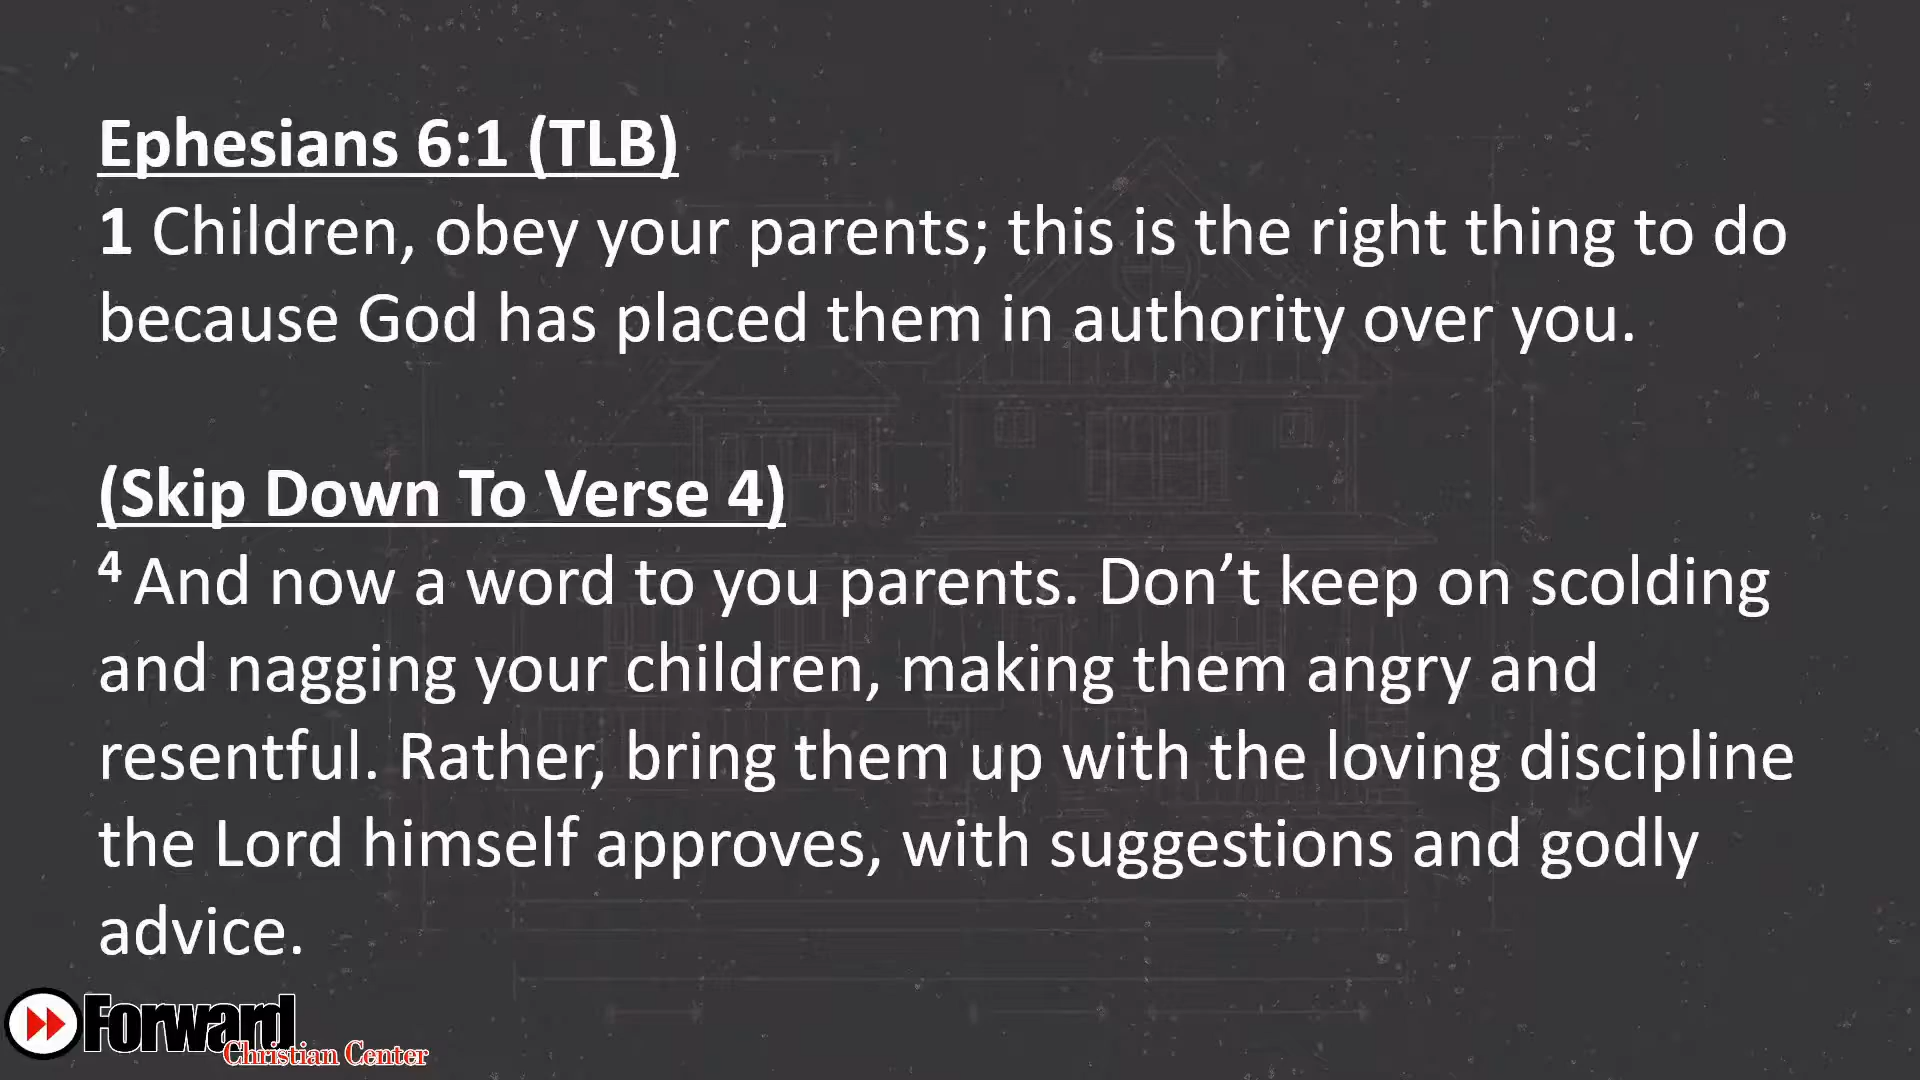 Ephesians 6:1 (TLB)
1 Children, obey your parents; this is the right thing to do
because God has placed them in authority over you.
(Skip Down To Verse 4)
4 And now a word to you parents. Don’t keep on scolding
and nagging your children, making them angry and
resentful. Rather, bring them up with the loving discipline
the Lord himself approves, with suggestions and godly
advice.
Forward
Christian Center